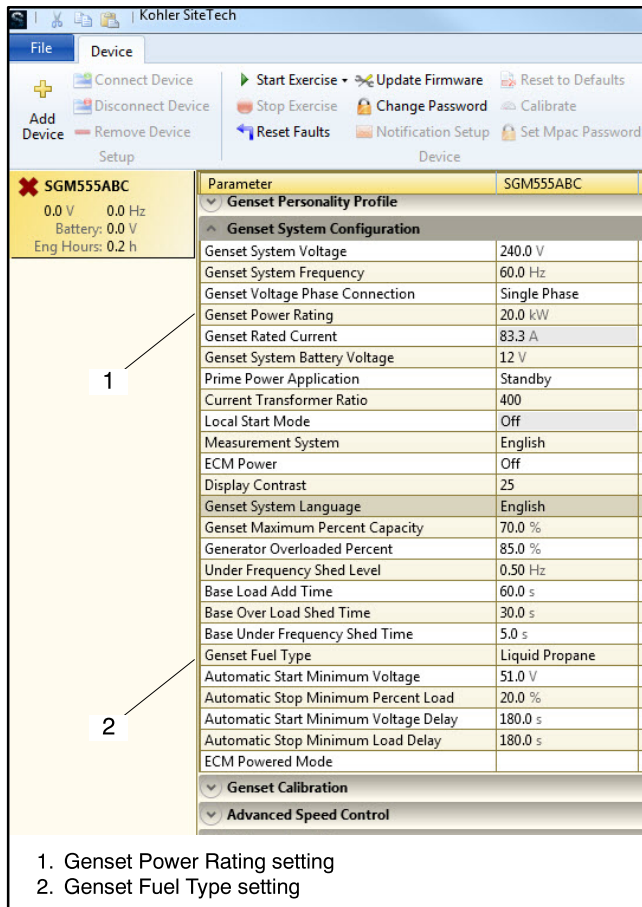 Kohler SiteTech
File Device
Add Device
Connect Device
Disconnect Device
Remove Device
Setup
Start Exercise
Stop Exercise
Reset Faults
Update Firmware
Change Password
Notification Setup
Reset to Defaults
Calibrate
Set Mpac Password
Device
SGM555ABC
0.0 V 0.0 Hz
Battery: 0.0 V
Eng Hours: 0.2 h
Parameter SGM555ABC
Genset Personality Profile
Genset System Configuration
Genset System Voltage 240.0 V
Genset System Frequency 60.0 Hz
Genset Voltage Phase Connection Single Phase
Genset Power Rating 20.0 kW
Genset Rated Current 83.3 A
Genset System Battery Voltage 12 V
Prime Power Application Standby
Current Transformer Ratio 400
Local Start Mode Off
Measurement System English
ECM Power Off
Display Contrast 25
Genset System Language English
Genset Maximum Percent Capacity 70.0 %
Generator Overloaded Percent 85.0 %
Under Frequency Shed Level 0.50 Hz
Base Load Add Time 60.0 s
Base Over Load Shed Time 30.0 s
Base Under Frequency Shed Time 5.0 s
Genset Fuel Type Liquid Propane
Automatic Start Minimum Voltage 51.0 V
Automatic Stop Minimum Percent Load 20.0 %
Automatic Start Minimum Voltage Delay 180.0 s
Automatic Stop Minimum Load Delay 180.0 s
ECM Powered Mode
Genset Calibration
Advanced Speed Control
1
2
1. Genset Power Rating setting
2. Genset Fuel Type setting